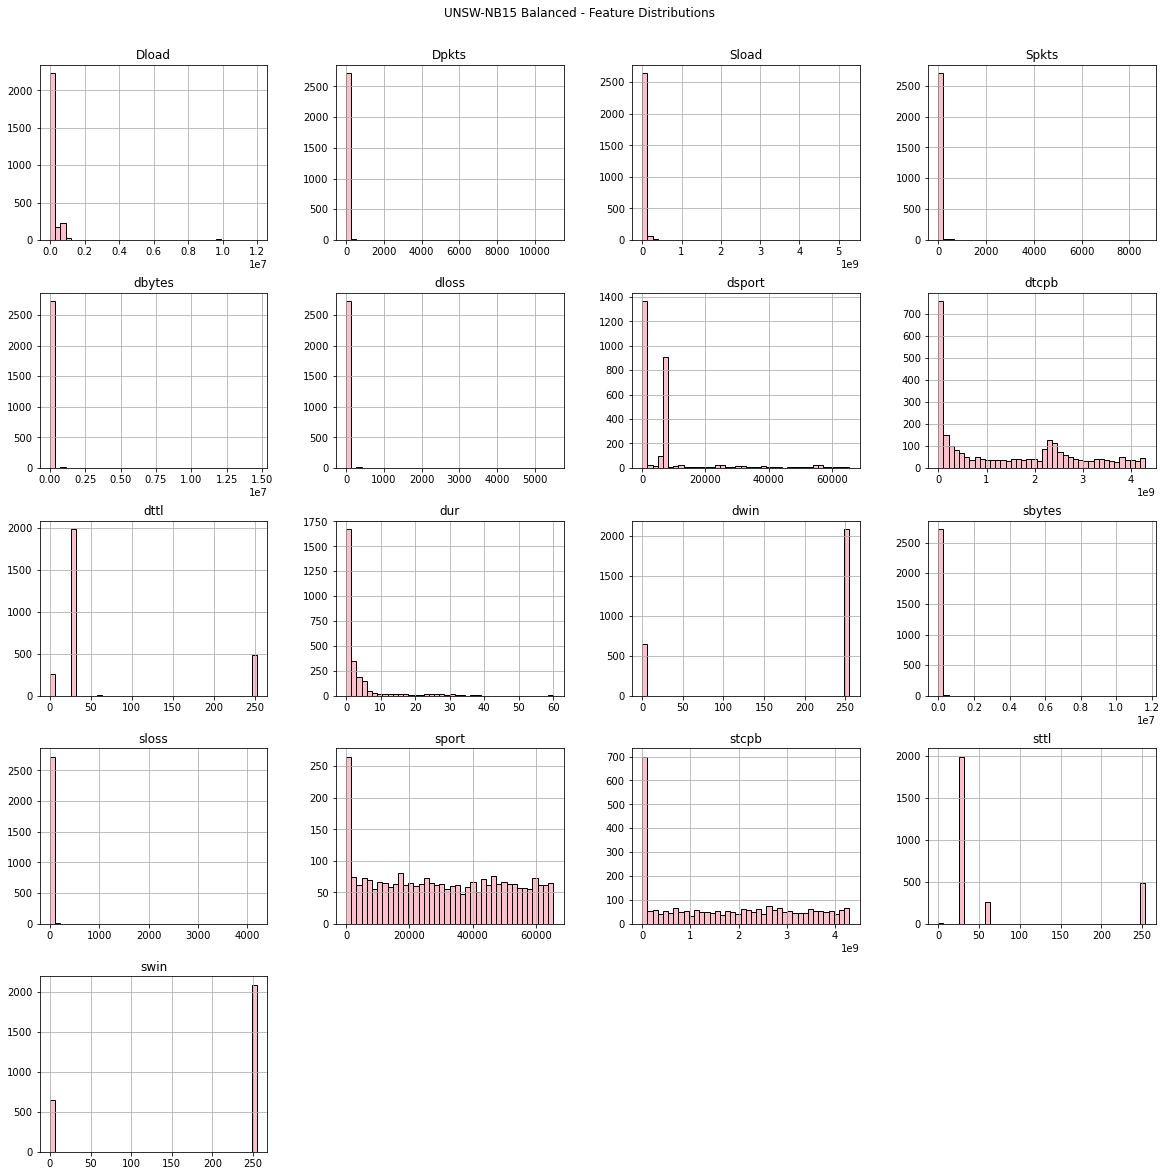 UNSW-NB15 Balanced - Feature Distributions
Dload Dpkts Sload Spkts
2000 2500 2500 2500
2000 2000 2000
1500 1500 1500 1500
1000 1000 1000 1000
500 500 500 500
0 0 0 0
0.0 0.2 0.4 0.6 0.8 1.0 1.2 0 2000 4000 6000 8000 10000 0 1 2 3 4 5 0 2000 4000 6000 8000
1e7 1e9
dbytes dloss dsport dtcpb
2500 2500 1400 700
2000 2000 1200 600
1500 1500 1000 500
1000 1000 800 400
500 500 600 300
0 0 400 200
200 100
0 0
0.00 0.25 0.50 0.75 1.00 1.25 1.50 0 1000 2000 3000 4000 5000 0 20000 40000 60000 0 1 2 3 4
1e7 1e9
dttl dur dwin sbytes
2000 1750 2000 2500
1500 1500 1500 2000
1000 1250 1000 1500
500 1000 500 1000
0 750 0 500
500 0
250
0
0 50 100 150 200 250 0 10 20 30 40 50 60 0 50 100 150 200 250 0.0 0.2 0.4 0.6 0.8 1.0 1.2
1e7
sloss sport stcpb sttl
2500 250 700 2000
2000 200 600 1500
1500 150 500 1000
1000 100 400 500
500 50 300 0
0 0 200
100
0
0 1000 2000 3000 4000 0 20000 40000 60000 0 1 2 3 4 0 50 100 150 200 250
1e9
swin
2000
1500
1000
500
0
0 50 100 150 200 250